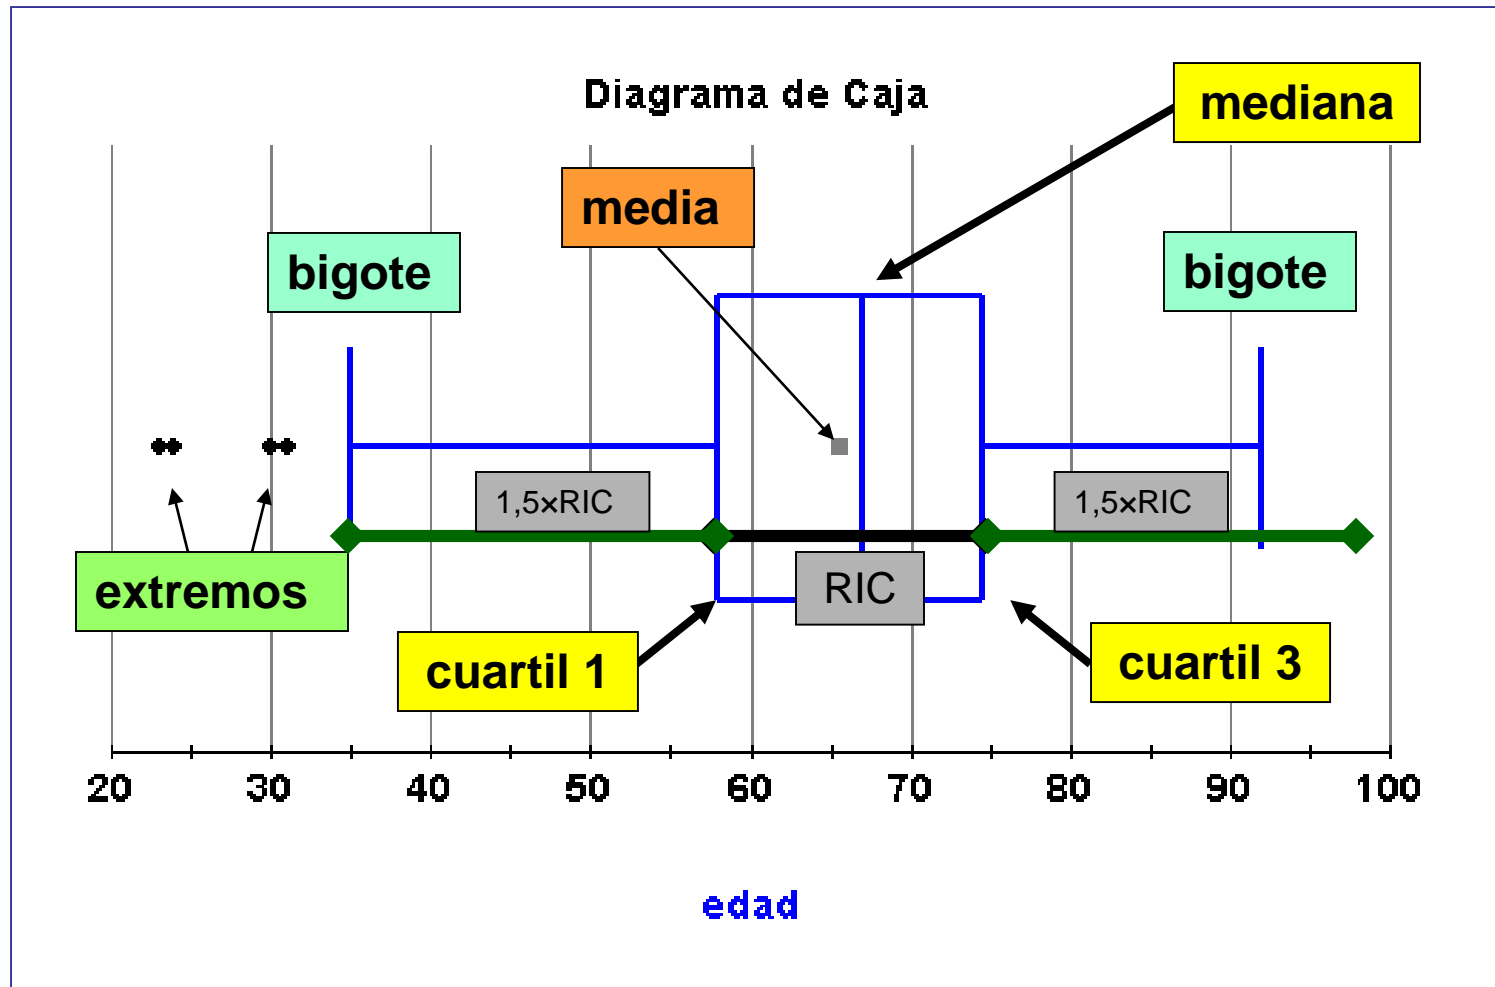 Diagrama de Caja
mediana
media
bigote
bigote
1,5×RIC
1,5×RIC
extremos
RIC
cuartil 1
cuartil 3
20 30 40 50 60 70 80 90 100
edad